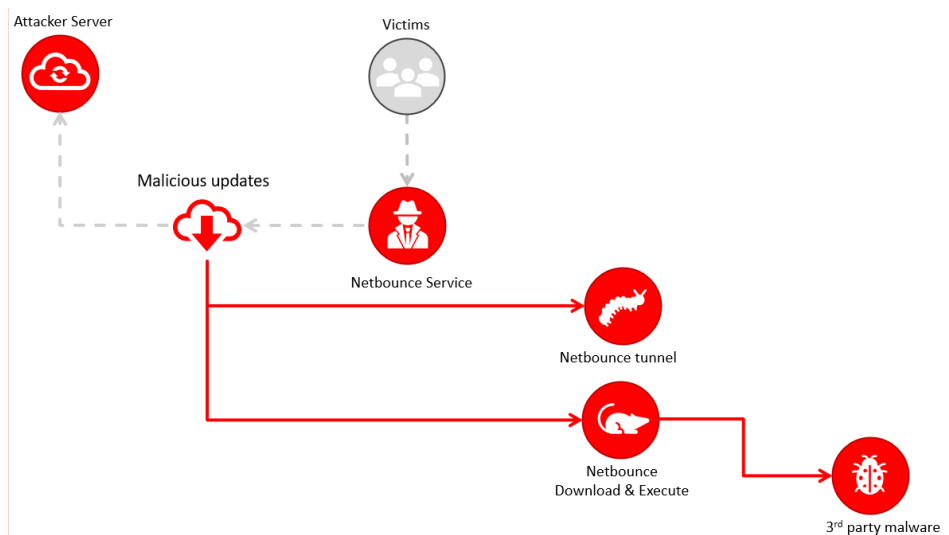 Attacker Server
Victims
Malicious updates
Netbounce Service
Netbounce tunnel
Netbounce
Download & Execute
3rd party malware